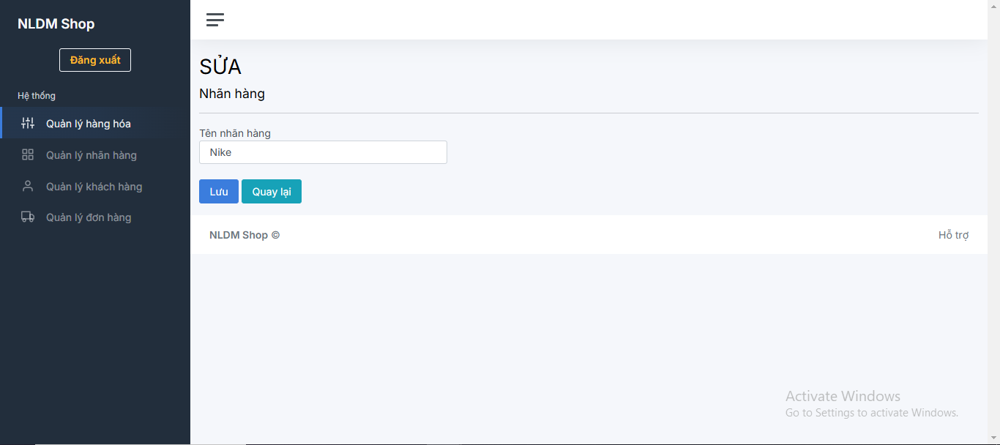 NLDM Shop
Đăng xuất
Hệ thống
Quản lý hàng hóa
Quản lý nhãn hàng
Quản lý khách hàng
Quản lý đơn hàng
SỬA
Nhãn hàng
Tên nhãn hàng
Nike
Lưu Quay lại
NLDM Shop © Hỗ trợ
Activate Windows
Go to Settings to activate Windows.